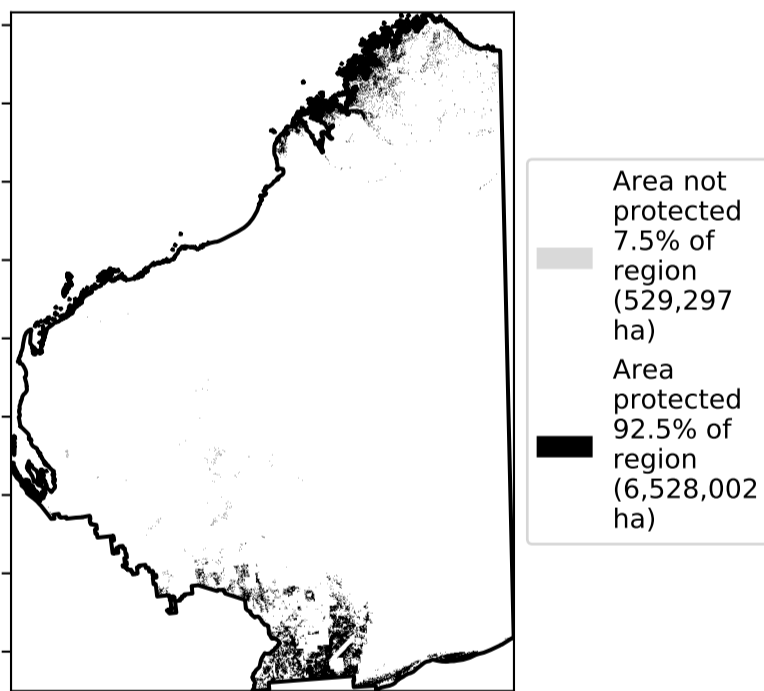 Area not
protected
7.5% of
region
(529,297
ha)
Area
protected
92.5% of
region
(6,528,002
ha)